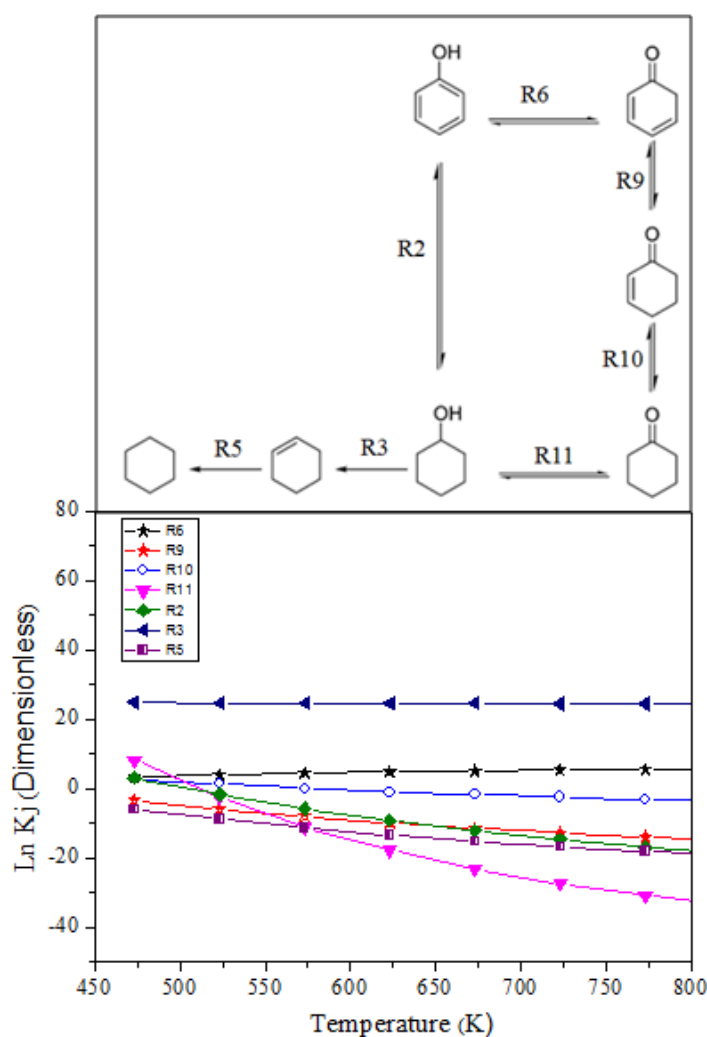 OH
O
R6
R9
R2
O
R10
OH
O
R5
R3
R11
80
60
40
20
0
-20
-40
R6
R9
R10
R11
R2
R3
R5
Ln Kj (Dimensionless)
450 500 550 600 650 700 750 800
Temperature (K)